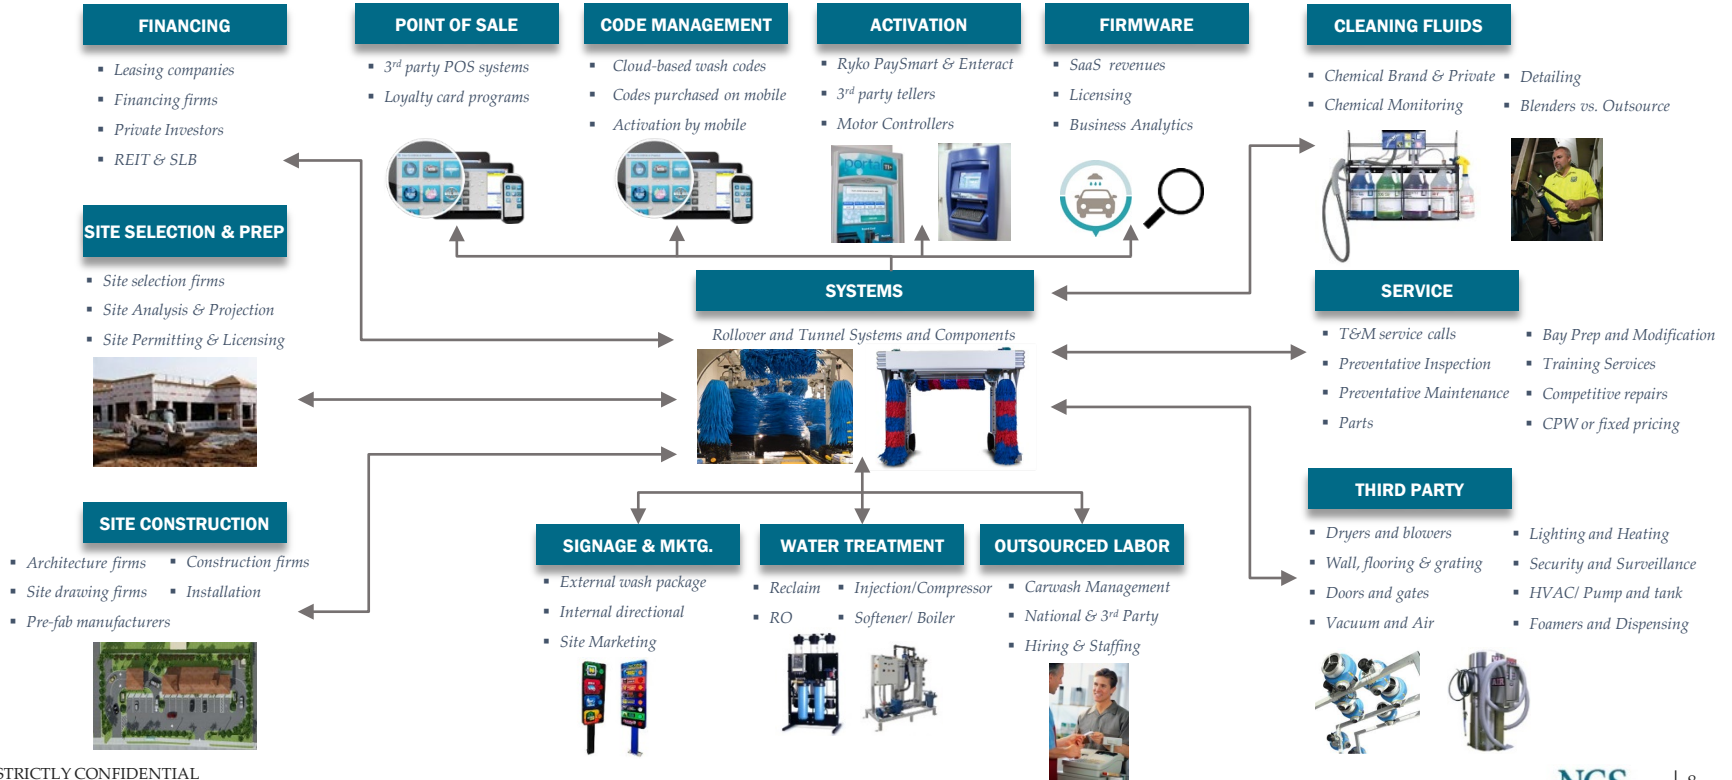 FINANCING
▪ Leasing companies
▪ Financing firms
▪ Private Investors
▪ REIT & SLB
POINT OF SALE
▪ 3rd party POS systems
▪ Loyalty card programs
CODE MANAGEMENT
▪ Cloud-based wash codes
▪ Codes purchased on mobile
▪ Activation by mobile
ACTIVATION
▪ Ryko PaySmart & Enteract
▪ 3rd party tellers
▪ Motor Controllers
FIRMWARE
▪ SaaS revenues
▪ Licensing
▪ Business Analytics
CLEANING FLUIDS
▪ Chemical Brand & Private
▪ Chemical Monitoring
▪ Detailing
▪ Blenders vs. Outsource
SITE SELECTION & PREP
▪ Site selection firms
▪ Site Analysis & Projection
▪ Site Permitting & Licensing
SYSTEMS
Rollover and Tunnel Systems and Components
SERVICE
▪ T&M service calls
▪ Preventative Inspection
▪ Preventative Maintenance
▪ Parts
▪ Bay Prep and Modification
▪ Training Services
▪ Competitive repairs
▪ CPW or fixed pricing
SITE CONSTRUCTION
▪ Architecture firms
▪ Site drawing firms
▪ Pre-fab manufacturers
▪ Construction firms
▪ Installation
SIGNAGE & MKTG.
▪ External wash package
▪ Internal directional
▪ Site Marketing
WATER TREATMENT
▪ Reclaim
▪ RO
▪ Injection/Compressor
▪ Softener/ Boiler
OUTSOURCED LABOR
▪ Carwash Management
▪ National & 3rd Party
▪ Hiring & Staffing
THIRD PARTY
▪ Dryers and blowers
▪ Wall, flooring & grating
▪ Doors and gates
▪ Vacuum and Air
▪ Lighting and Heating
▪ Security and Surveillance
▪ HVAC/ Pump and tank
▪ Foamers and Dispensing
portal
AIR
STRICTLY CONFIDENTIAL
NCS
| 8